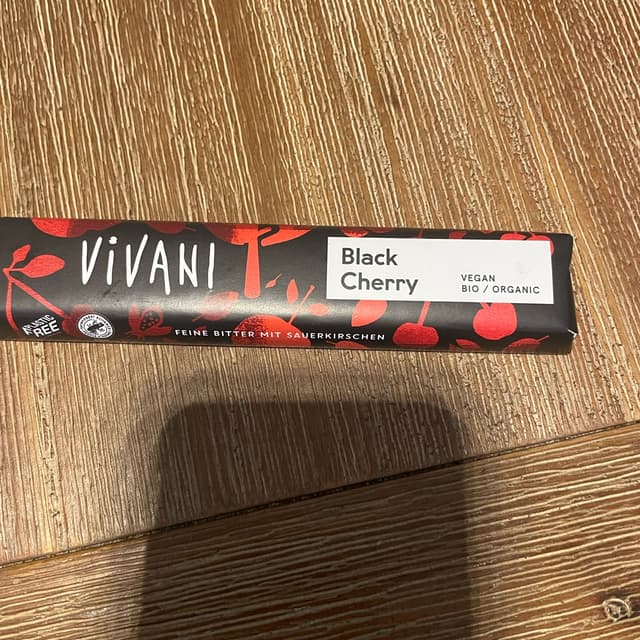 ViVANi
Black
Cherry
VEGAN
BIO / ORGANIC
FEINE BITTER MIT SAUERKIRSCHEN
FREE